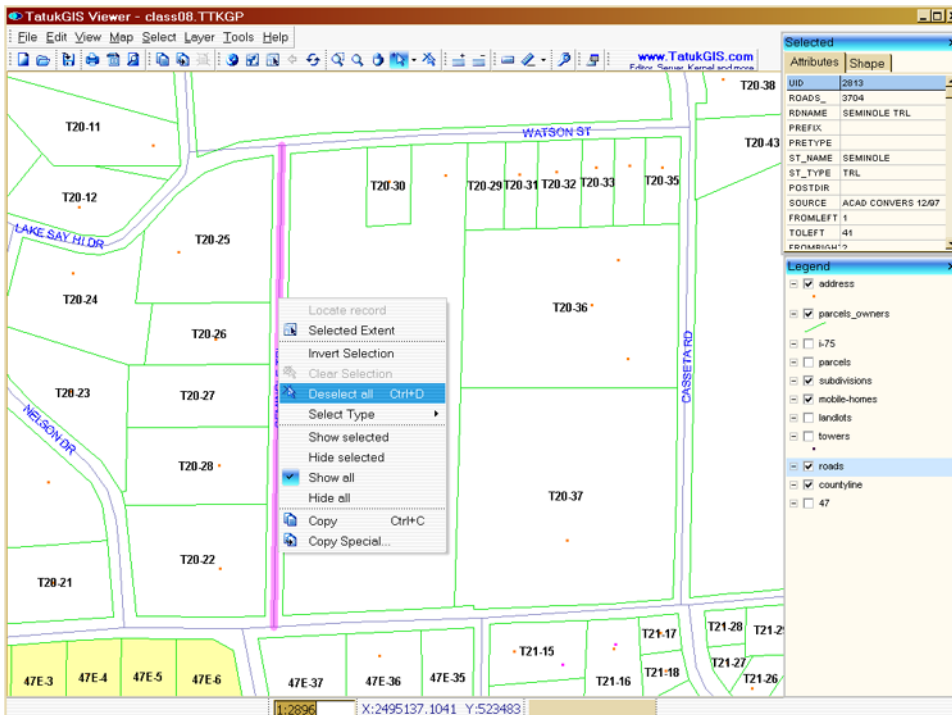 TatukGIS Viewer - class08.TTKGP
File Edit View Map Select Layer Tools Help
www.TatukGIS.com
Editor, Server, Kernel and more
Selected
Attributes Shape
UID 2813
ROADS_ 3704
RDNAME SEMINOLE TRL
PREFIX
PRETYPE
ST_NAME SEMINOLE
ST_TYPE TRL
POSTDIR
SOURCE ACAD CONVERS 12/97
FROMLEFT 1
TOLEFT 41
FROMRIGH 2
Legend
address
parcels_owners
i-75
parcels
subdivisions
mobile-homes
landlots
towers
roads
countyline
47
T20-38
T20-11
WATSON ST
T20-43
T20-12
T20-30
T20-29
T20-31
T20-32
T20-33
T20-35
LAKE SAY HI DR
T20-25
T20-24
T20-36
T20-26
CASSETA RD
T20-23
T20-27
NELSON DR
T20-28
T20-37
T20-22
T20-21
Locate record
Selected Extent
Invert Selection
Clear Selection
Deselect all Ctrl+D
Select Type
Show selected
Hide selected
Show all
Hide all
Copy Ctrl+C
Copy Special...
T21-17
T21-28
T21-15
T21-27
T21-18
T21-16
T21-26
47E-3
47E-4
47E-5
47E-6
47E-37
47E-36
47E-35
1:2896
X:2495137.1041 Y:523483